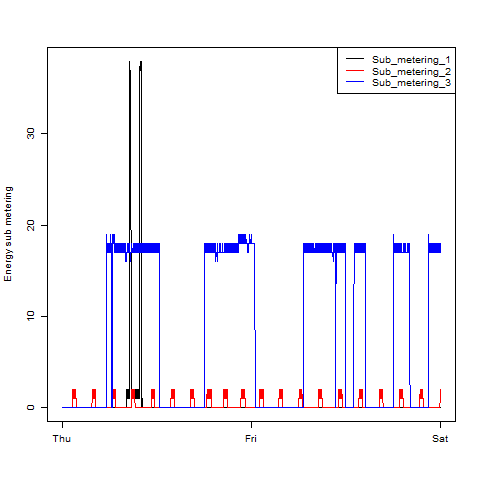 Sub_metering_1
Sub_metering_2
Sub_metering_3
Energy sub metering
30
20
10
0
Thu
Fri
Sat